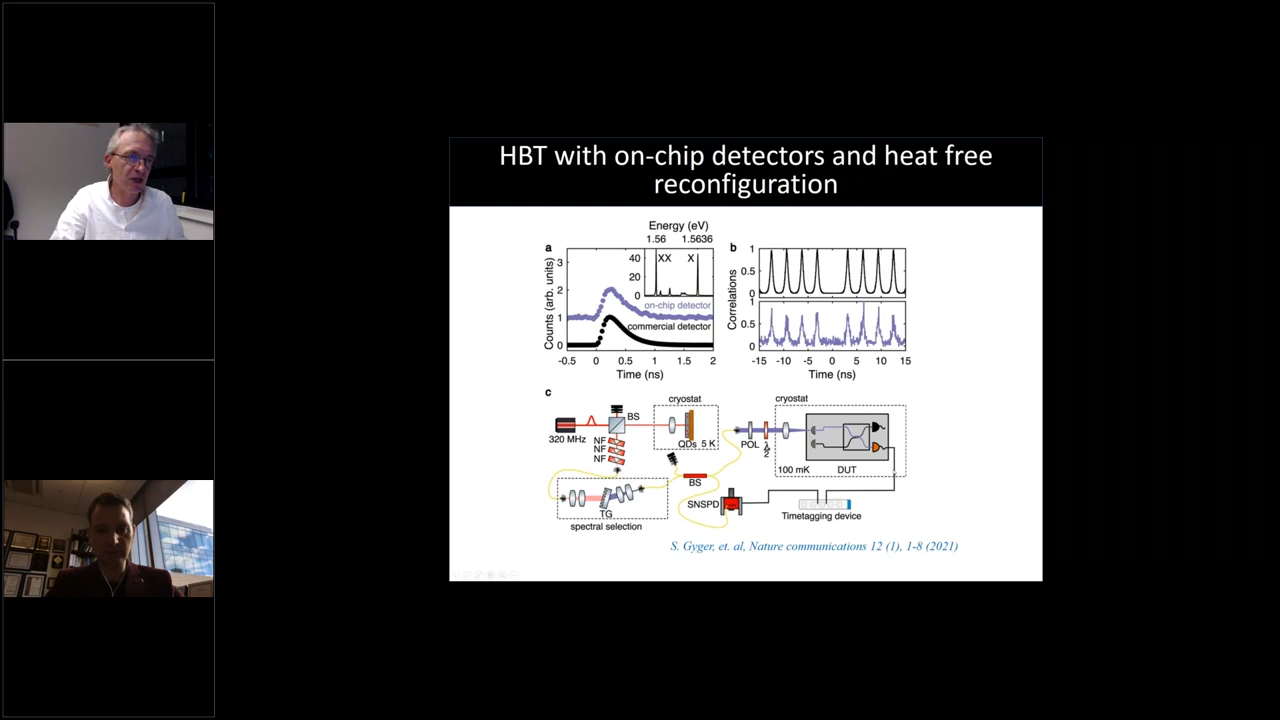 HBT with on-chip detectors and heat free
reconfiguration
Energy (eV)
1.56 1.5636
a
40 XX X
20
0
3
2
1
0
Counts (arb. units)
on-chip detector
commercial detector
-0.5 0 0.5 1 1.5 2
Time (ns)
b
1
0.5
0
1
0.5
0
Correlations
-15 -10 -5 0 5 10 15
Time (ns)
c
cryostat
cryostat
BS
320 MHz
NF
NF
NF
QDs 5 K
POL λ
2
100 mK DUT
BS
TG
SNSPD
spectral selection
Timetagging device
S. Gyger, et. al, Nature communications 12 (1), 1-8 (2021)